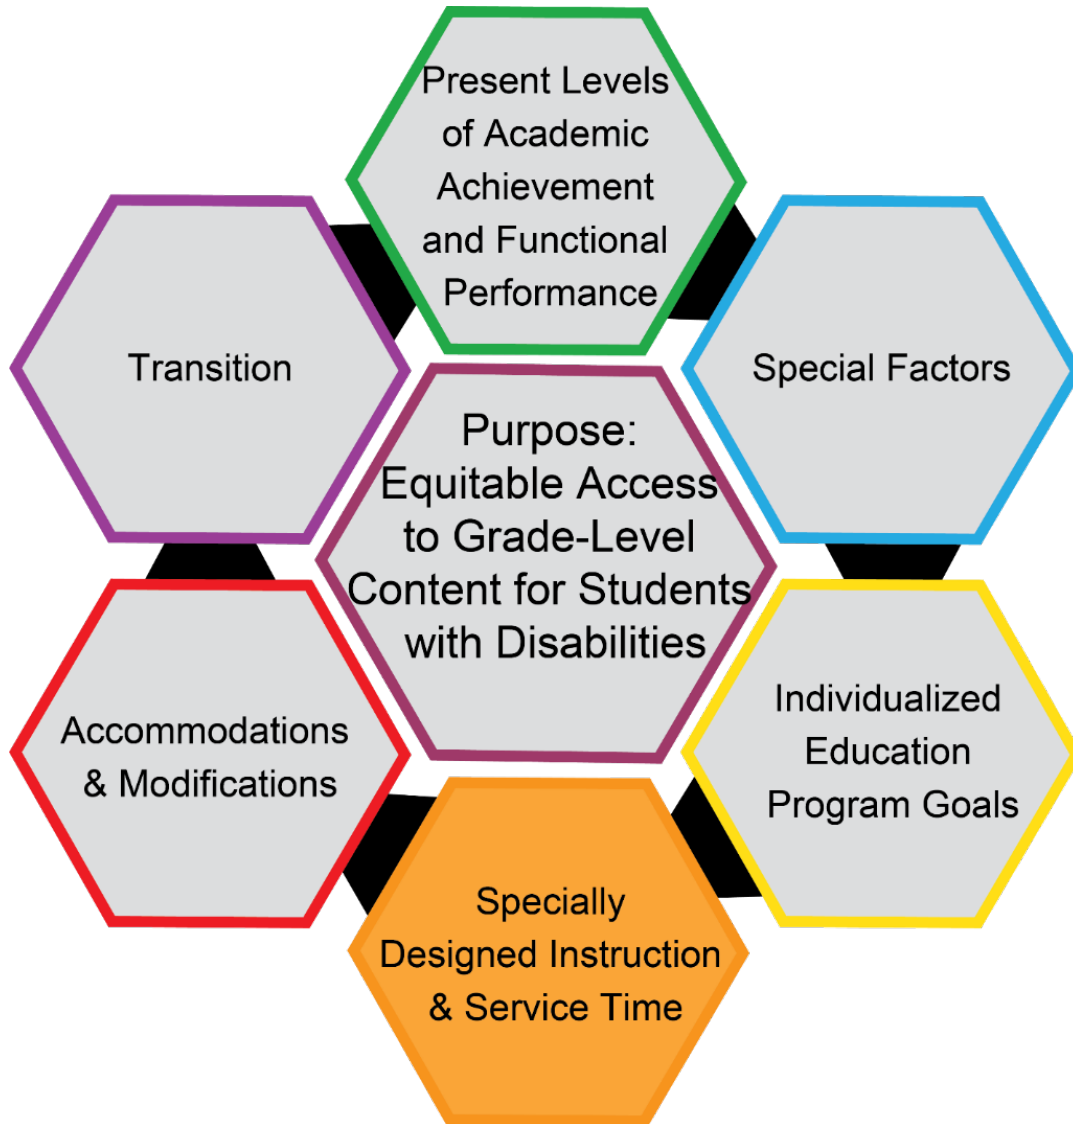 Present Levels
of Academic
Achievement
and Functional
Performance
Transition
Special Factors
Purpose:
Equitable Access
to Grade-Level
Content for Students
with Disabilities
Accommodations
& Modifications
Individualized
Education
Program Goals
Specially
Designed Instruction
& Service Time